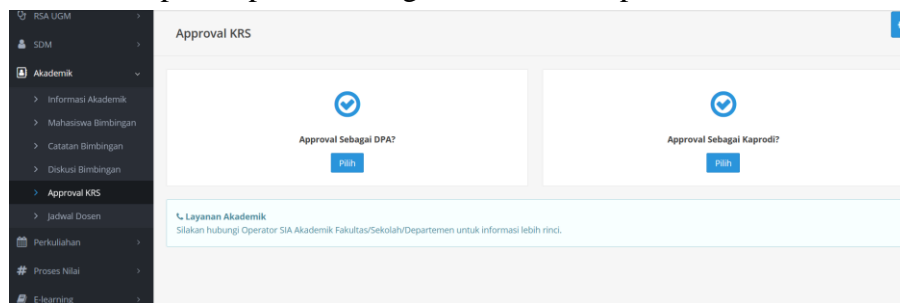 RSA UGM
SDM
Akademik
Informasi Akademik
Mahasiswa Bimbingan
Catatan Bimbingan
Diskusi Bimbingan
Approval KRS
Jadwal Dosen
Perkuliahan
Proses Nilai
E-learning
Approval KRS
Approval Sebagai DPA?
Pilih
Approval Sebagai Kaprodi?
Pilih
Layanan Akademik
Silakan hubungi Operator SIA Akademik Fakultas/Sekolah/Departemen untuk informasi lebih rinci.